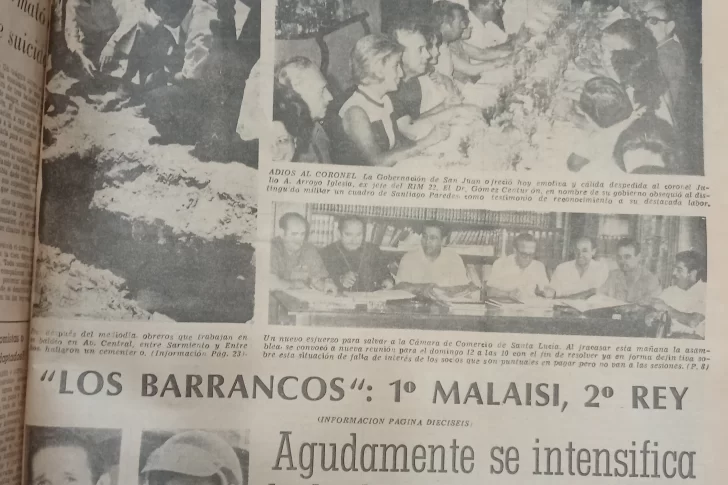 mató
e suicid
ADIOS AL CORONEL. La Gobernación de San Juan ofreció hoy emotiva y cálida despedida al coronel Ju-
lio A. Arroyo Iglesia, ex jefe del RIM 22. El Dr. Gómez Centurión, en nombre de su gobierno obsequió al dis-
tinguido militar un cuadro de Santiago Paredes como testimonio de reconocimiento a su destacada labor.
después del mediodía, obreros que trabajan en
en Av. Central, entre Sarmiento y Entre
hallaron un cementerio. (Información Pág. 23)
Un nuevo esfuerzo para salvar a la Cámara de Comercio de Santa Lucía. Al fracasar esta mañana la asam-
blea, se convocó a nueva reunión para el domingo 12 a las 10 con el fin de resolver ya en forma definitiva so-
bre esta situación de falta de interés de los socios que son puntuales en pagar pero no van a las sesiones. (P. 8)
"LOS BARRANCOS": 1º MALAISI, 2º REY
(INFORMACION PAGINA DIECISEIS)
Agudamente se intensifica